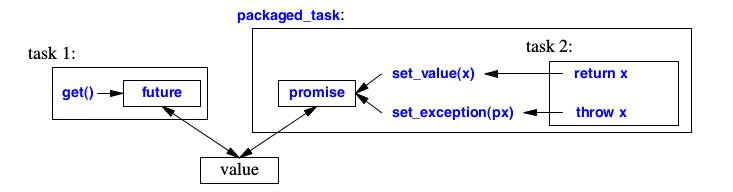 packaged_task:
task 1:
task 2:
get()
future
promise
set_value(x)
return x
set_exception(px)
throw x
value